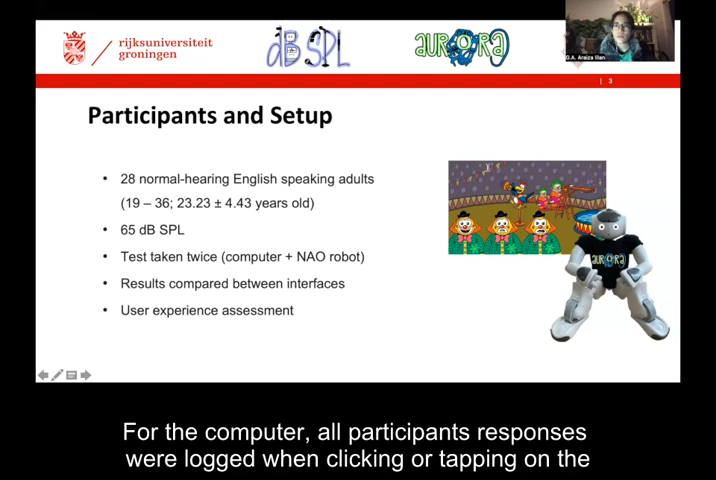 rijksuniversiteit
groningen
dB SPL
aurora
G.A. Araiza Illan
| 3
Participants and Setup
• 28 normal-hearing English speaking adults
(19 – 36; 23.23 ± 4.43 years old)
• 65 dB SPL
• Test taken twice (computer + NAO robot)
• Results compared between interfaces
• User experience assessment
aurora
For the computer, all participants responses
were logged when clicking or tapping on the